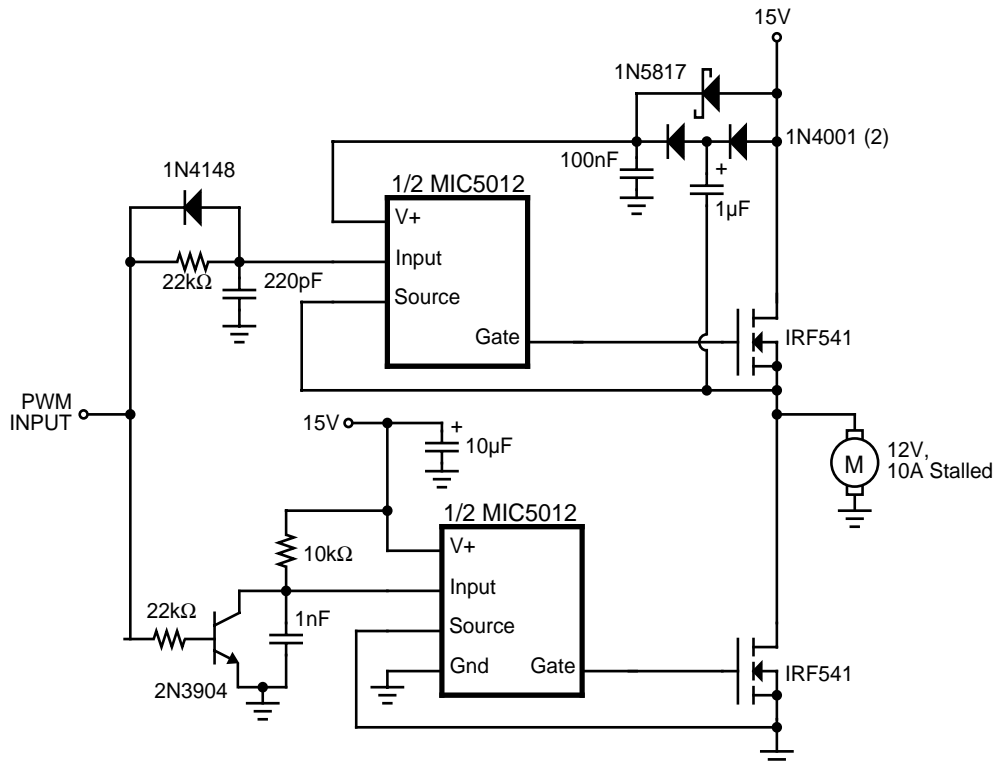 15V
1N5817
1N4001 (2)
100nF
+
1µF
1N4148
1/2 MIC5012
V+
Input
Source
Gate
22kΩ
220pF
IRF541
PWM
INPUT
15V
+
10µF
M
12V,
10A Stalled
1/2 MIC5012
V+
Input
Source
Gnd
Gate
10kΩ
22kΩ
1nF
2N3904
IRF541